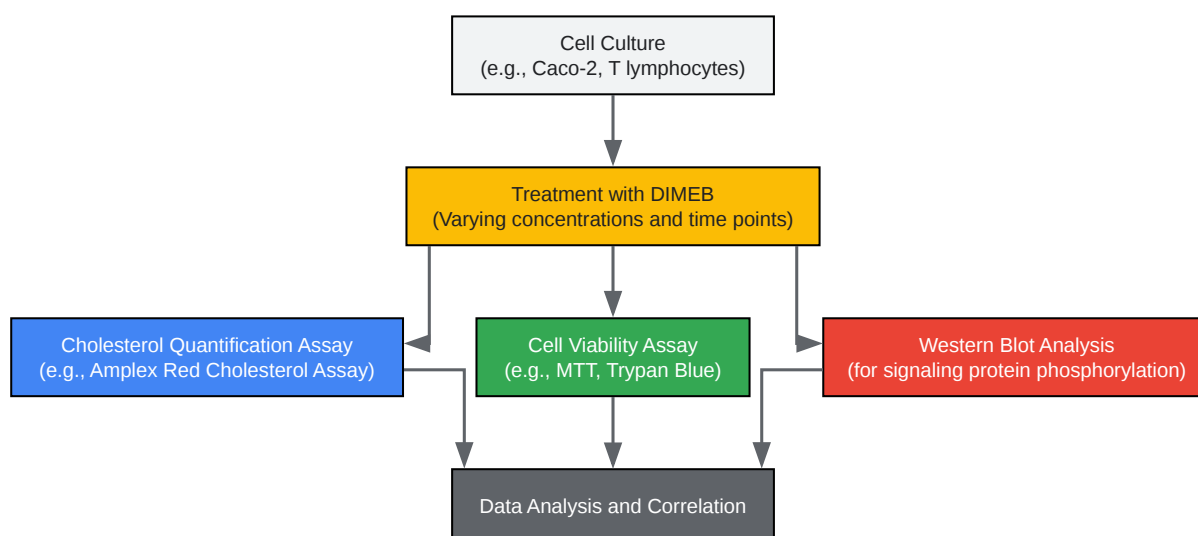 Cell Culture
(e.g., Caco-2, T lymphocytes)
Treatment with DIMEB
(Varying concentrations and time points)
Cholesterol Quantification Assay
(e.g., Amplex Red Cholesterol Assay)
Cell Viability Assay
(e.g., MTT, Trypan Blue)
Western Blot Analysis
(for signaling protein phosphorylation)
Data Analysis and Correlation